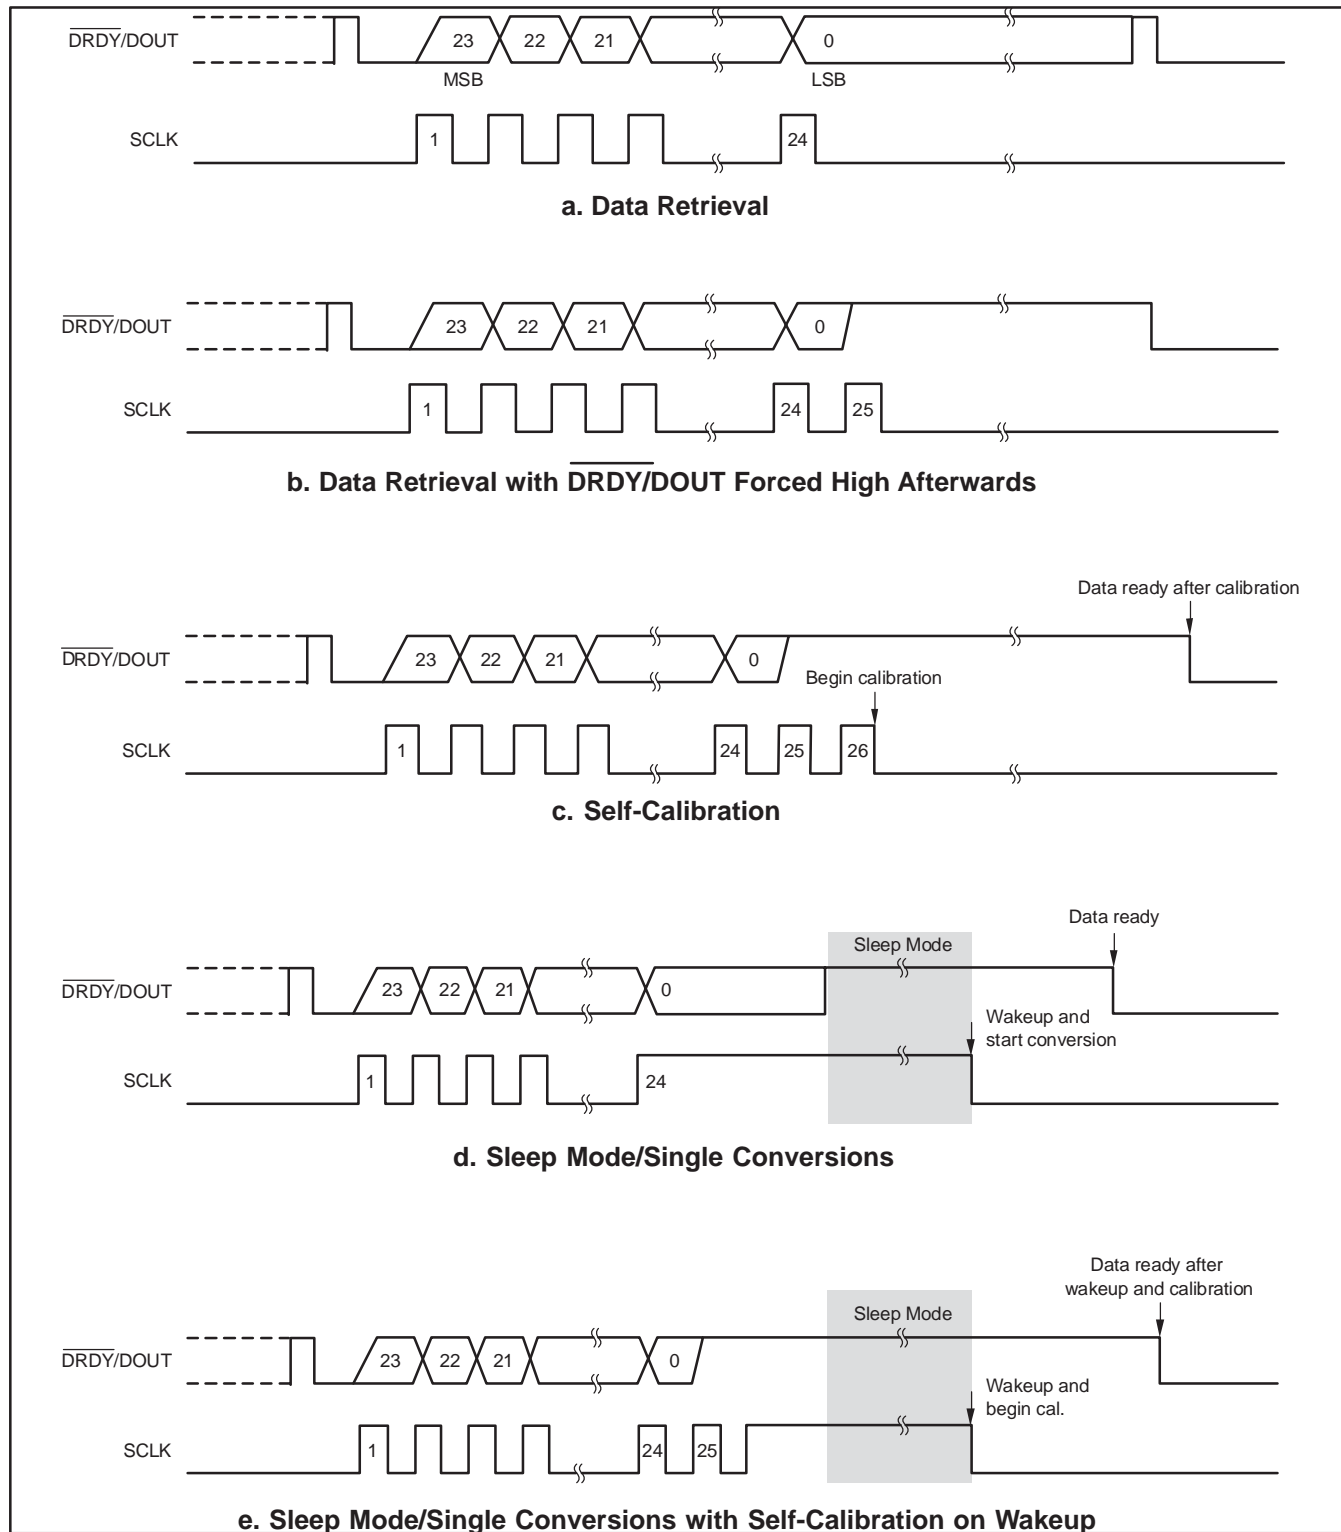 DRDY/DOUT 23 22 21 0
MSB LSB
SCLK 1 24
a. Data Retrieval
DRDY/DOUT 23 22 21 0
SCLK 1 24 25
b. Data Retrieval with DRDY/DOUT Forced High Afterwards
Data ready after calibration
DRDY/DOUT 23 22 21 0
Begin calibration
SCLK 1 24 25 26
c. Self-Calibration
Data ready
Sleep Mode
DRDY/DOUT 23 22 21 0
Wakeup and
start conversion
SCLK 1 24
d. Sleep Mode/Single Conversions
Data ready after
wakeup and calibration
Sleep Mode
DRDY/DOUT 23 22 21 0
Wakeup and
begin cal.
SCLK 1 24 25
e. Sleep Mode/Single Conversions with Self-Calibration on Wakeup